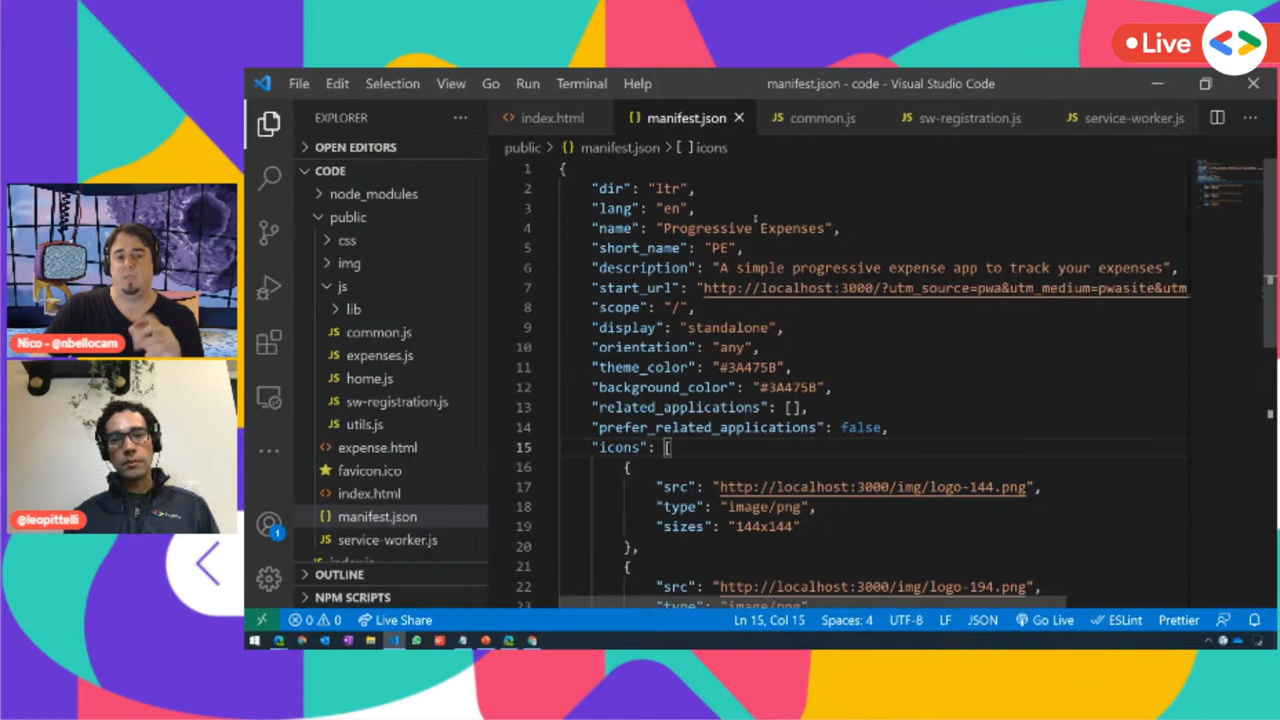 Live
File Edit Selection View Go Run Terminal Help
manifest.json - code - Visual Studio Code
EXPLORER
index.html
manifest.json
common.js
sw-registration.js
service-worker.js
OPEN EDITORS
CODE
node_modules
public
css
img
js
lib
common.js
expenses.js
home.js
sw-registration.js
utils.js
expense.html
favicon.ico
index.html
manifest.json
service-worker.js
OUTLINE
NPM SCRIPTS
public > {} manifest.json > [ ] icons
1 {
2 "dir": "ltr",
3 "lang": "en",
4 "name": "Progressive Expenses",
5 "short_name": "PE",
6 "description": "A simple progressive expense app to track your expenses",
7 "start_url": "http://localhost:3000/?utm_source=pwa&utm_medium=pwasite&utm_
8 "scope": "/",
9 "display": "standalone",
10 "orientation": "any",
11 "theme_color": "#3A475B",
12 "background_color": "#3A475B",
13 "related_applications": [],
14 "prefer_related_applications": false,
15 "icons": [
16 {
17 "src": "http://localhost:3000/img/logo-144.png",
18 "type": "image/png",
19 "sizes": "144x144"
20 },
21 {
22 "src": "http://localhost:3000/img/logo-194.png",
23 "type": "image/png"
Nico - @nbellocam
@leopittelli
1
0 0 Live Share
Ln 15, Col 15 Spaces: 4 UTF-8 LF JSON Go Live ESLint Prettier